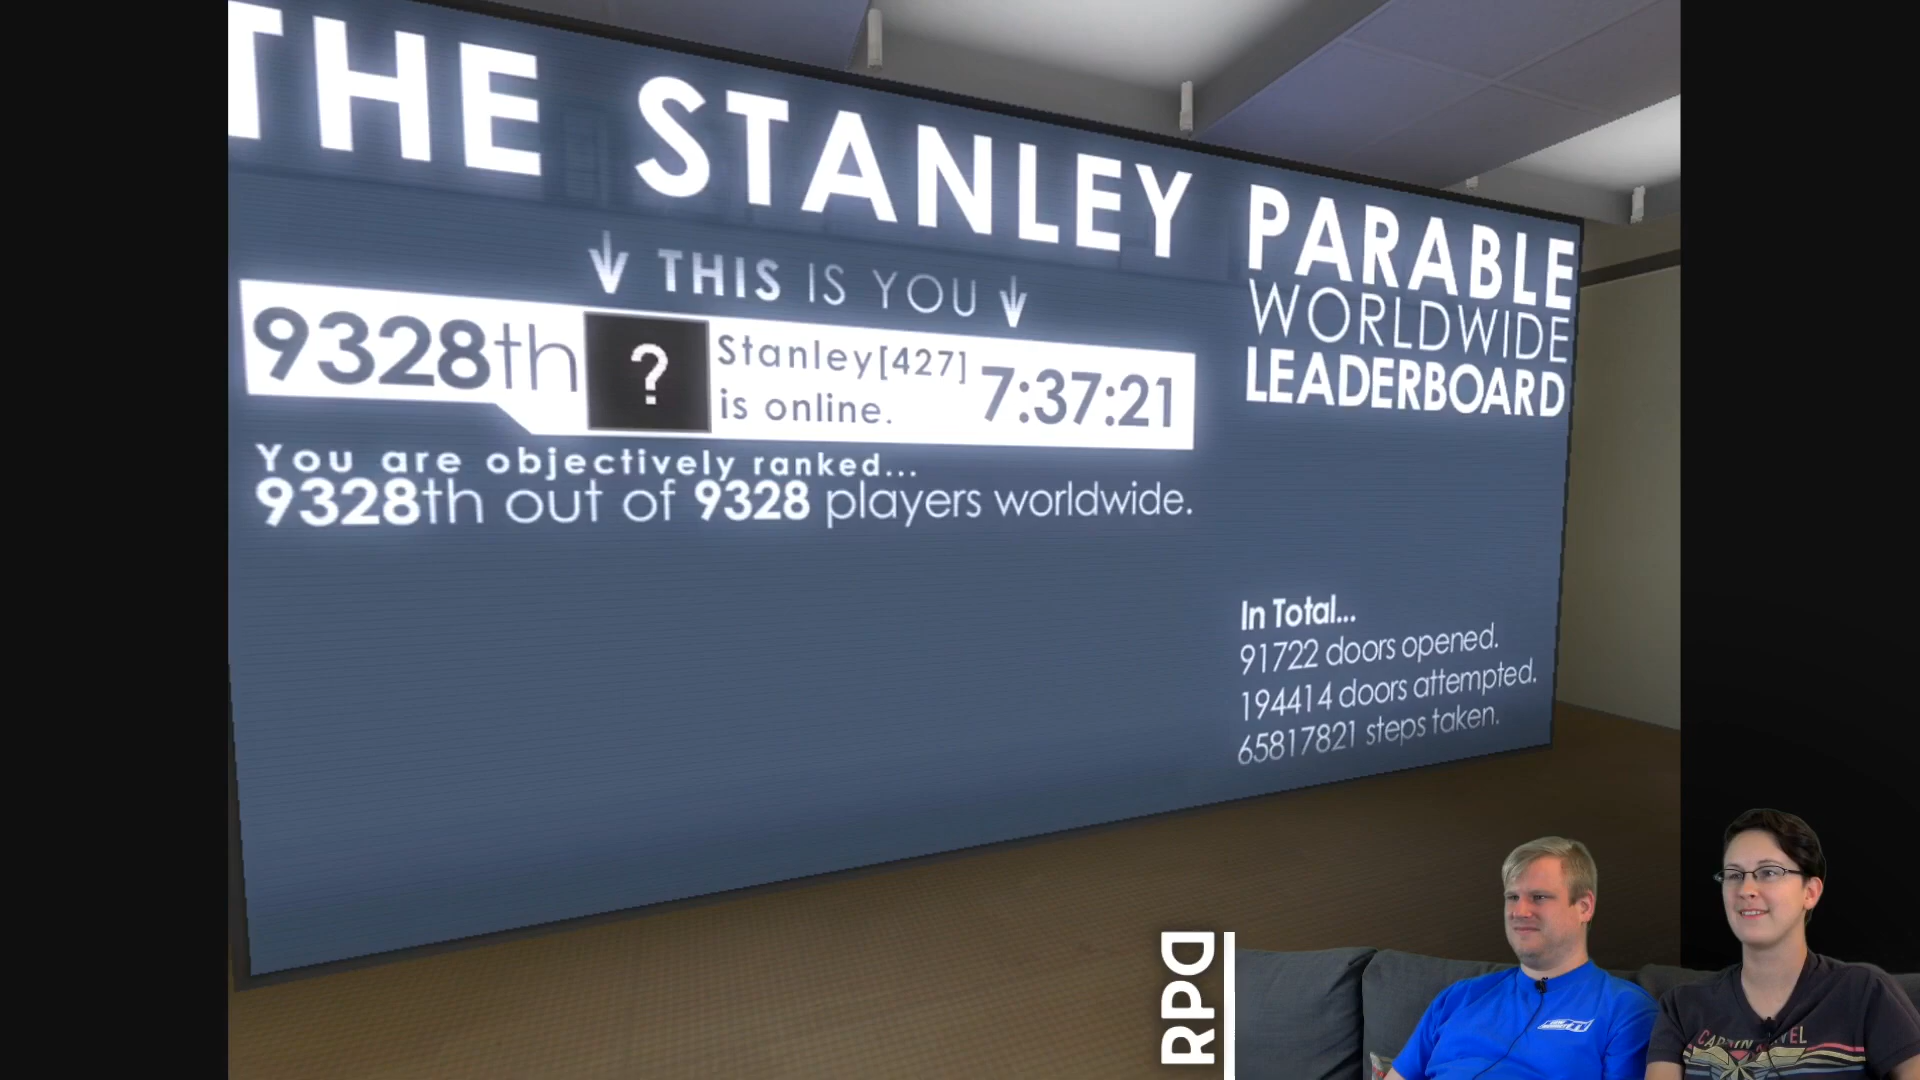 THE STANLEY PARABLE
WORLDWIDE
LEADERBOARD
THIS IS YOU
9328th ? Stanley[427] is online. 7:37:21
You are objectively ranked...
9328th out of 9328 players worldwide.
In Total...
91722 doors opened.
194414 doors attempted.
65817821 steps taken.
RPD